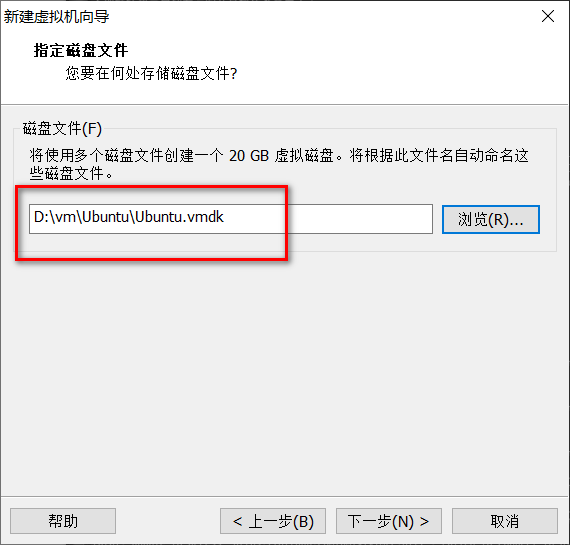 新建虚拟机向导
指定磁盘文件
您要在何处存储磁盘文件?
磁盘文件(F)
将使用多个磁盘文件创建一个 20 GB 虚拟磁盘。将根据此文件名自动命名这
些磁盘文件。
D:\vm\Ubuntu\Ubuntu.vmdk
浏览(R)...
帮助
< 上一步(B)
下一步(N) >
取消